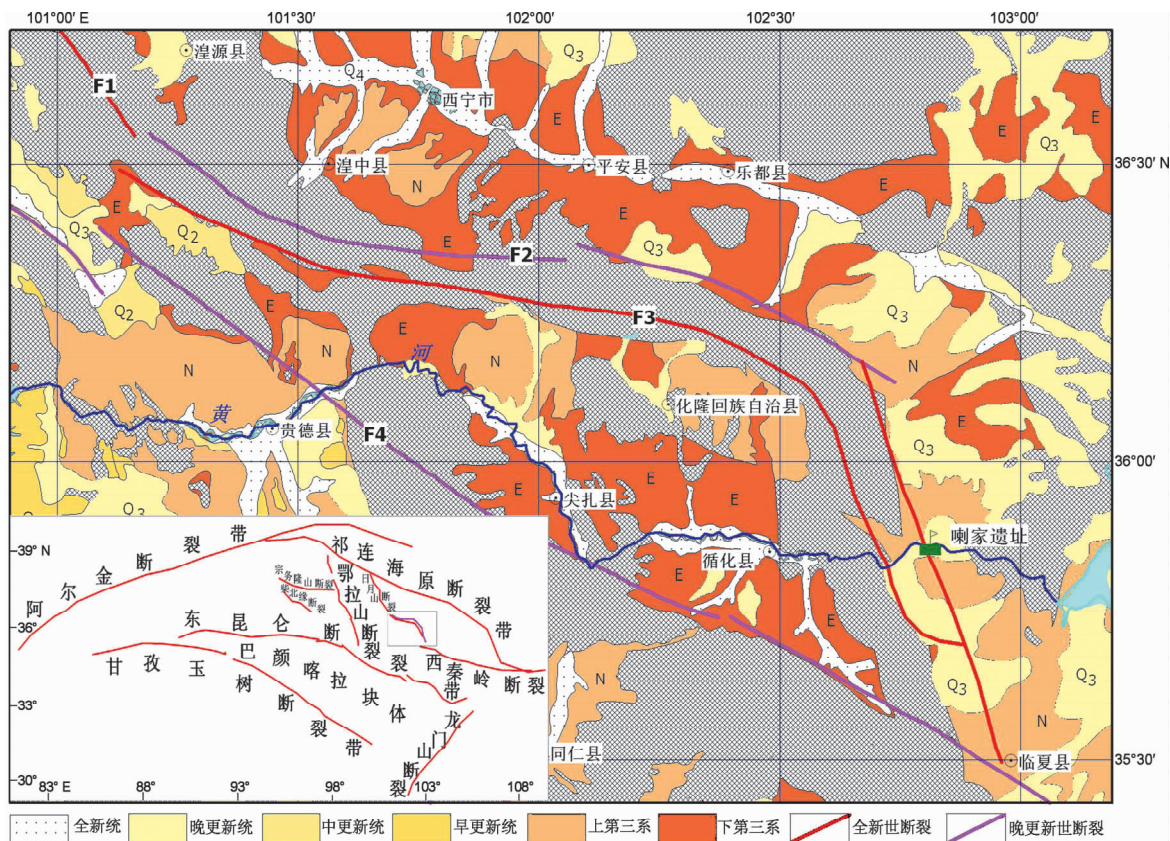 101°00′ E
101°30′
102°00′
102°30′
103°00′
湟源县
Q3
Q4
F1
西宁市
E
E
Q3
E
湟中县
平安县
乐都县
36°30′ N
N
E
Q3
Q2
E
E
Q3
F2
Q2
F3
Q3
E
N
N
N
N
河
黄
贵德县
F4
化隆回族自治县
E
Q3
36°00′
Q3
E
E
E
尖扎县
喇家遗址
循化县
E
Q3
Q3
N
N
同仁县
临夏县
35°30′
39° N
36°
33°
30°
83° E
88°
93°
98°
103°
108°
阿尔金断裂带
祁连海原断裂带
宗务隆山断裂
柴北缘断裂
鄂拉山断裂
日月山断裂
东昆仑断裂
西秦岭断裂带
甘孜玉树断裂带
巴颜喀拉块体
龙门山断裂
全新统
晚更新统
中更新统
早更新统
上第三系
下第三系
全新世断裂
晚更新世断裂